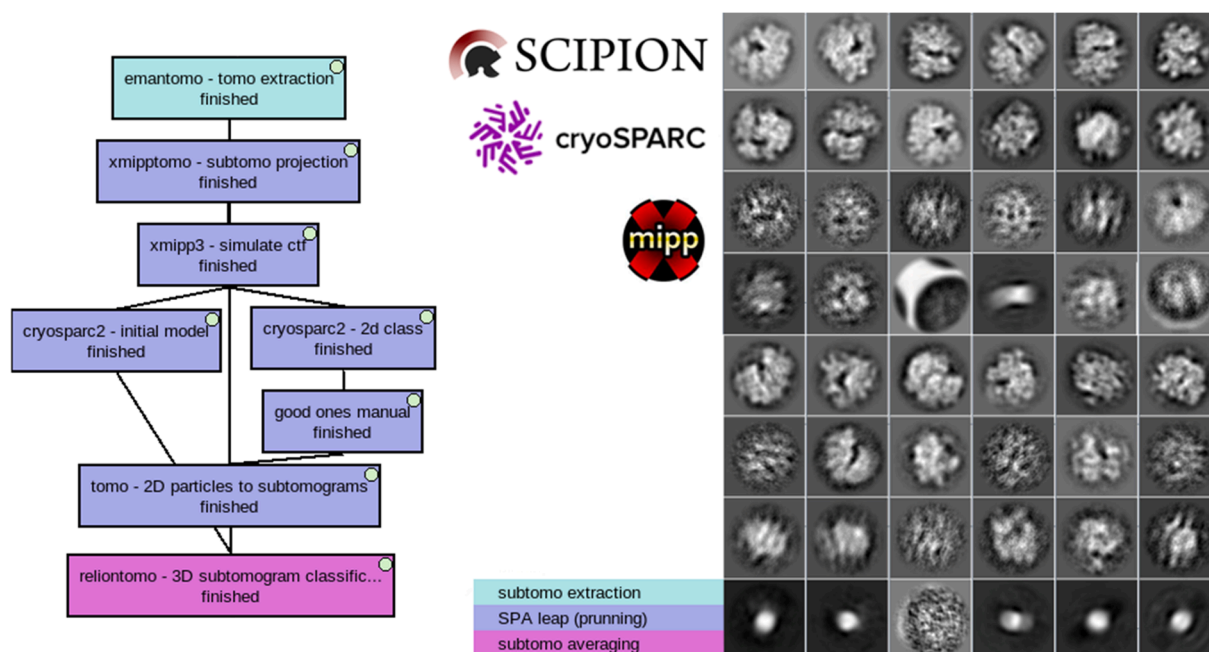 emantomo - tomo extraction
finished
xmipptomo - subtomo projection
finished
xmipp3 - simulate ctf
finished
cryosparc2 - initial model
finished
cryosparc2 - 2d class
finished
good ones manual
finished
tomo - 2D particles to subtomograms
finished
reliontomo - 3D subtomogram classific...
finished
SCIPION
cryoSPARC
mipp
subtomo extraction
SPA leap (prunning)
subtomo averaging